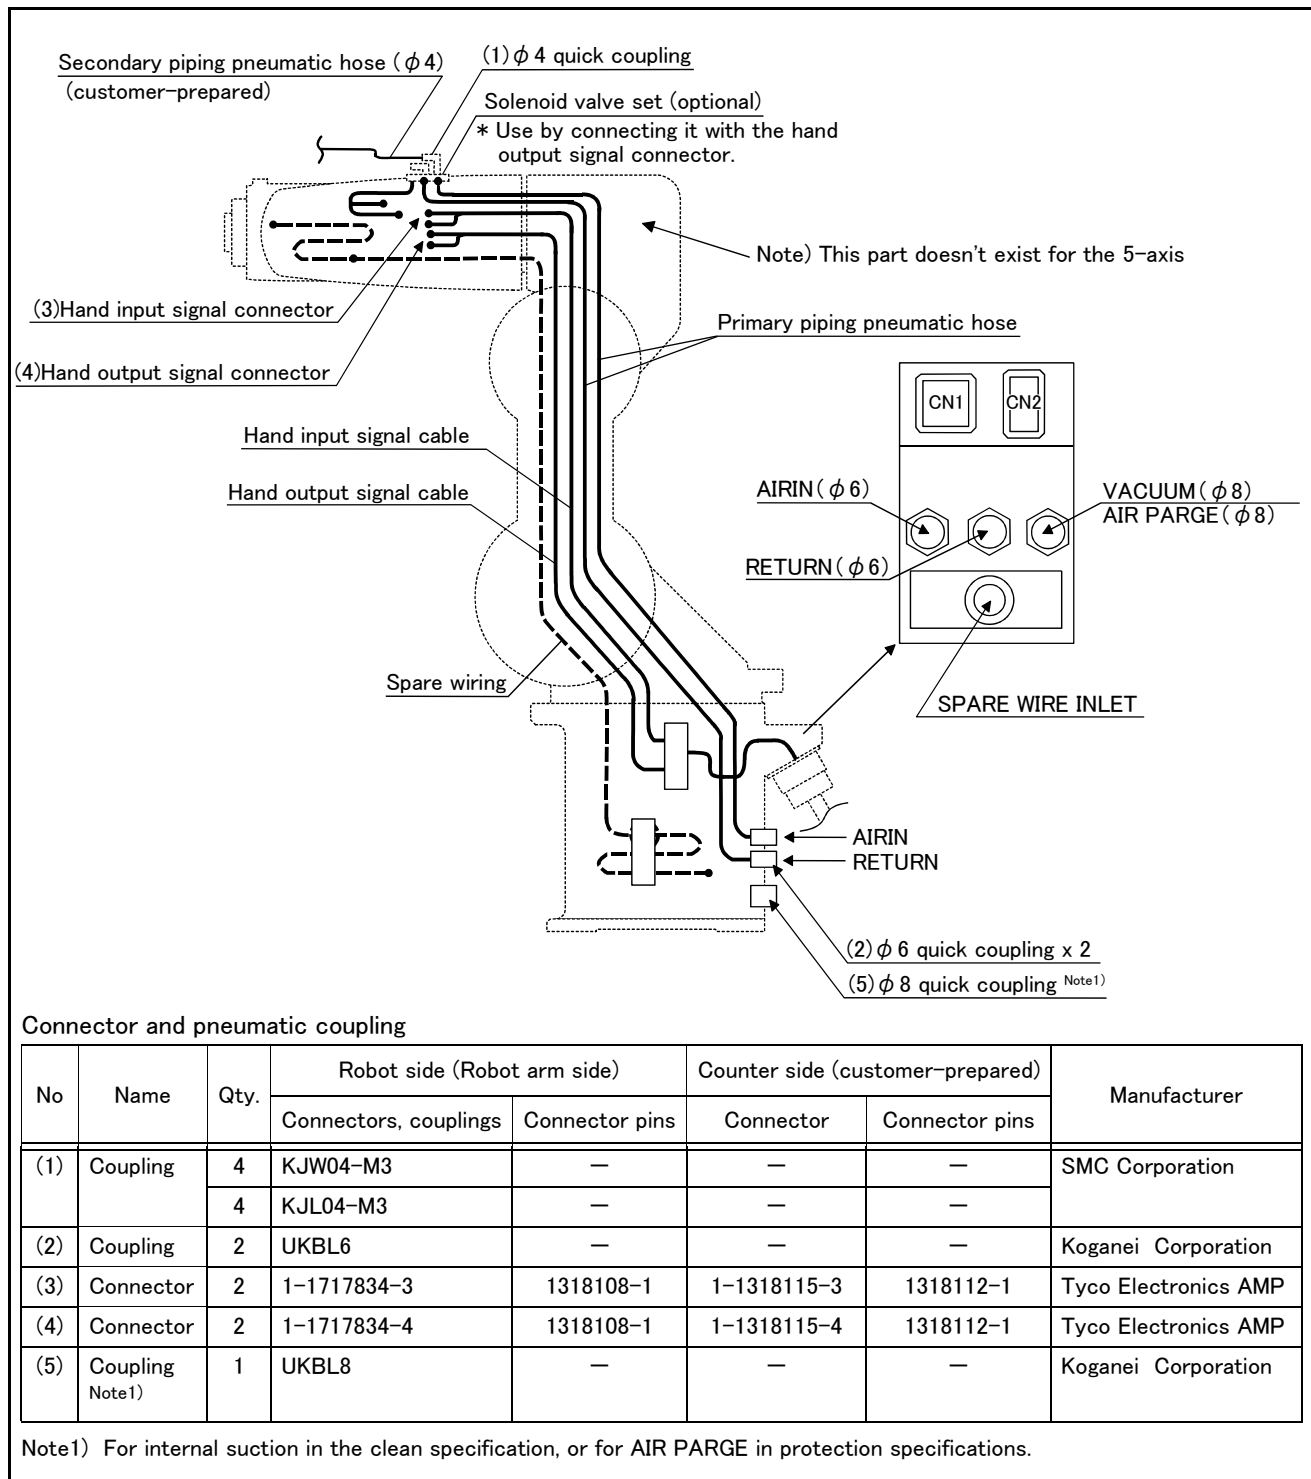 Secondary piping pneumatic hose (φ4)
(customer-prepared)
(1)φ4 quick coupling
Solenoid valve set (optional)
* Use by connecting it with the hand
output signal connector.
Note) This part doesn't exist for the 5-axis
(3)Hand input signal connector
(4)Hand output signal connector
Primary piping pneumatic hose
Hand input signal cable
Hand output signal cable
Spare wiring
CN1
CN2
AIRIN(φ6)
VACUUM(φ8)
AIR PARGE(φ8)
RETURN(φ6)
SPARE WIRE INLET
AIRIN
RETURN
(2)φ6 quick coupling x 2
(5)φ8 quick coupling Note1)
Connector and pneumatic coupling
No Name Qty. Robot side (Robot arm side) Counter side (customer-prepared) Manufacturer
Connectors, couplings Connector pins Connector Connector pins
(1) Coupling 4 KJW04-M3 － － － SMC Corporation
4 KJL04-M3 － － －
(2) Coupling 2 UKBL6 － － － Koganei Corporation
(3) Connector 2 1-1717834-3 1318108-1 1-1318115-3 1318112-1 Tyco Electronics AMP
(4) Connector 2 1-1717834-4 1318108-1 1-1318115-4 1318112-1 Tyco Electronics AMP
(5) Coupling 1 UKBL8 － － － Koganei Corporation
Note1)
Note1) For internal suction in the clean specification, or for AIR PARGE in protection specifications.